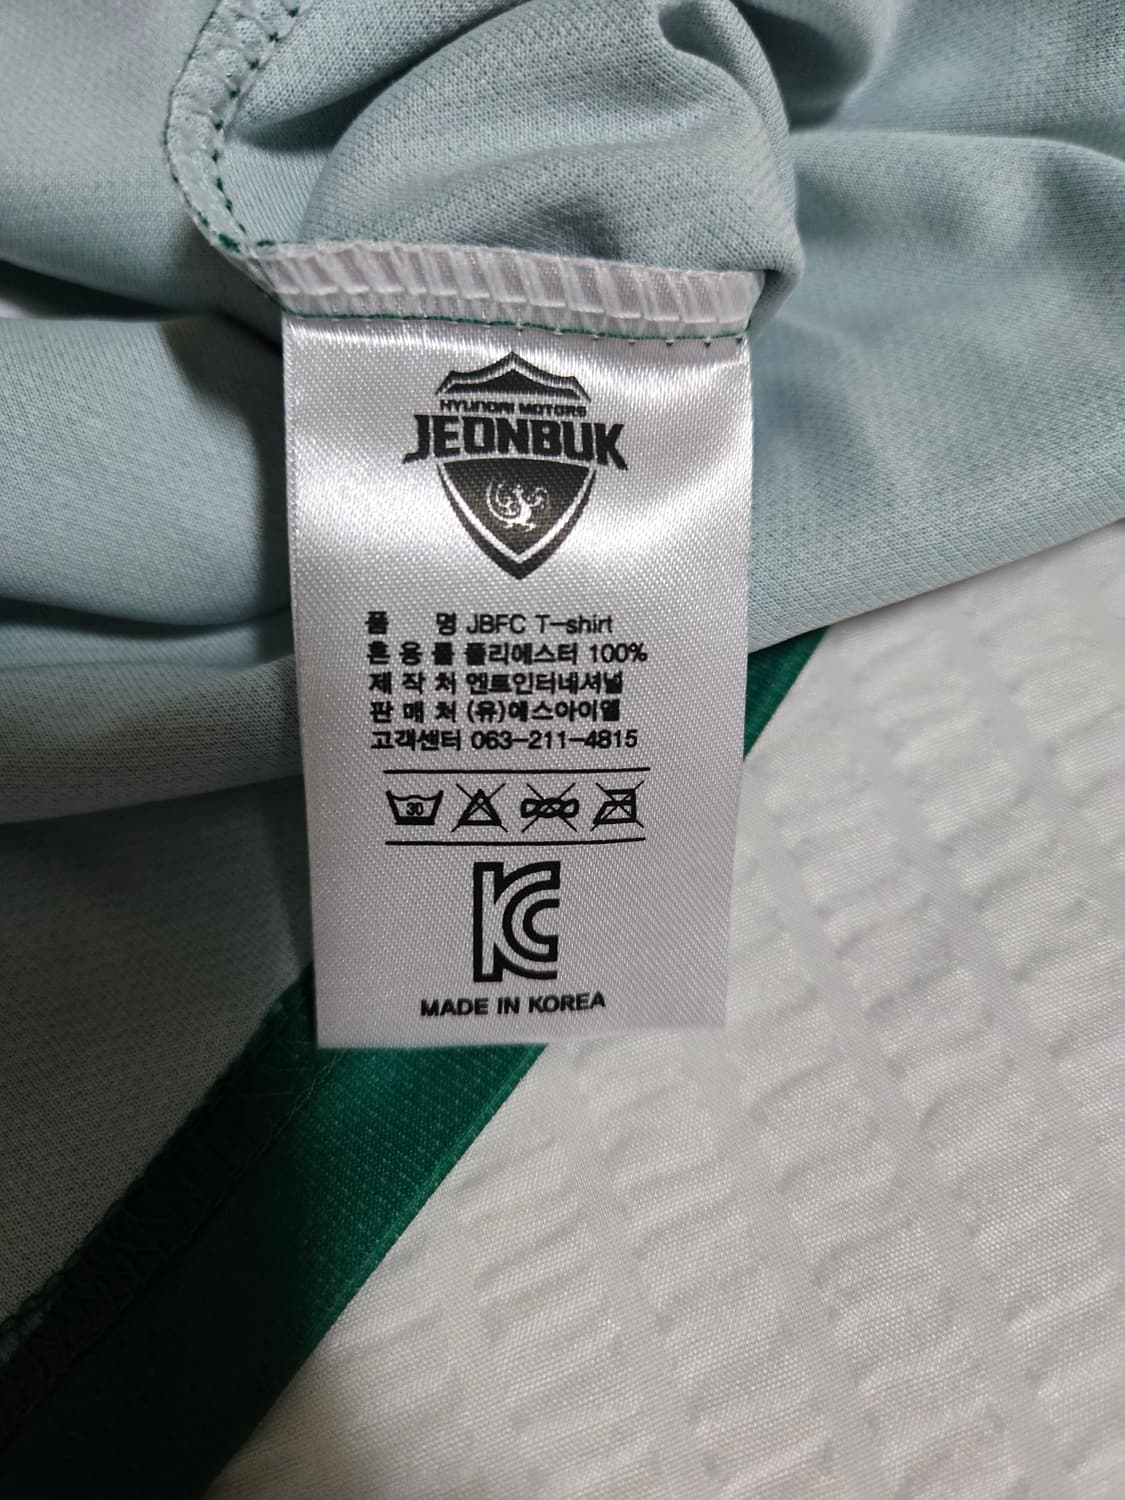 HYUNDAI MOTORS
JEONBUK
품 명 JBFC T-shirt
혼 용 률 폴리에스터 100%
제 작 처 엔트인터네셔널
판 매 처 (유)에스아이엘
고객센터 063-211-4815
30
KC
MADE IN KOREA